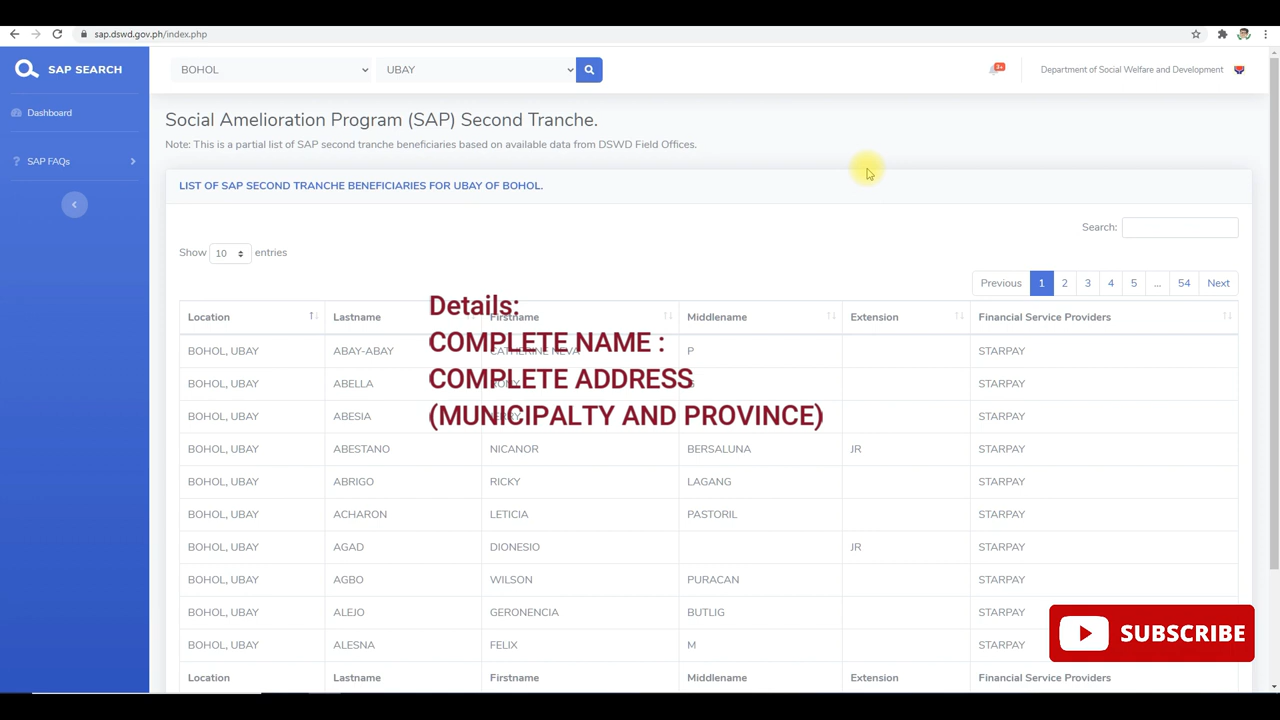 sap.dswd.gov.ph/index.php
SAP SEARCH
BOHOL UBAY
3+
Department of Social Welfare and Development
Dashboard
SAP FAQs
Social Amelioration Program (SAP) Second Tranche.
Note: This is a partial list of SAP second tranche beneficiaries based on available data from DSWD Field Offices.
LIST OF SAP SECOND TRANCHE BENEFICIARIES FOR UBAY OF BOHOL.
Search:
Show 10 entries
Previous 1 2 3 4 5 ... 54 Next
Details:
COMPLETE NAME :
COMPLETE ADDRESS
(MUNICIPALTY AND PROVINCE)
Location Lastname Firstname Middlename Extension Financial Service Providers
BOHOL, UBAY ABAY-ABAY CATHERINE NEVA P STARPAY
BOHOL, UBAY ABELLA STARPAY
BOHOL, UBAY ABESIA STARPAY
BOHOL, UBAY ABESTANO NICANOR BERSALUNA JR STARPAY
BOHOL, UBAY ABRIGO RICKY LAGANG STARPAY
BOHOL, UBAY ACHARON LETICIA PASTORIL STARPAY
BOHOL, UBAY AGAD DIONESIO JR STARPAY
BOHOL, UBAY AGBO WILSON PURACAN STARPAY
BOHOL, UBAY ALEJO GERONENCIA BUTLIG STARPAY
BOHOL, UBAY ALESNA FELIX M STARPAY
Location Lastname Firstname Middlename Extension Financial Service Providers
SUBSCRIBE